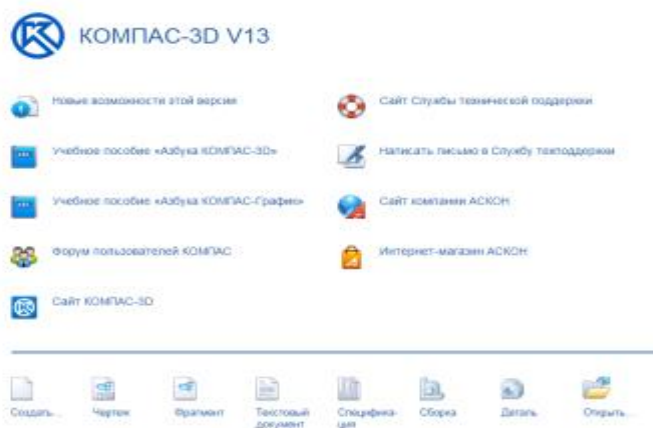 КОМПАС-3D V13
Новые возможности этой версии
Сайт Службы технической поддержки
Учебное пособие «Азбука КОМПАС-3D»
Написать письмо в Службу техподдержки
Учебное пособие «Азбука КОМПАС-График»
Сайт компании АСКОН
Форум пользователей КОМПАС
Интернет-магазин АСКОН
Сайт КОМПАС-3D
Создать... Чертеж Фрагмент Текстовый Специфика- Сборка Деталь Открыть...
документ ция